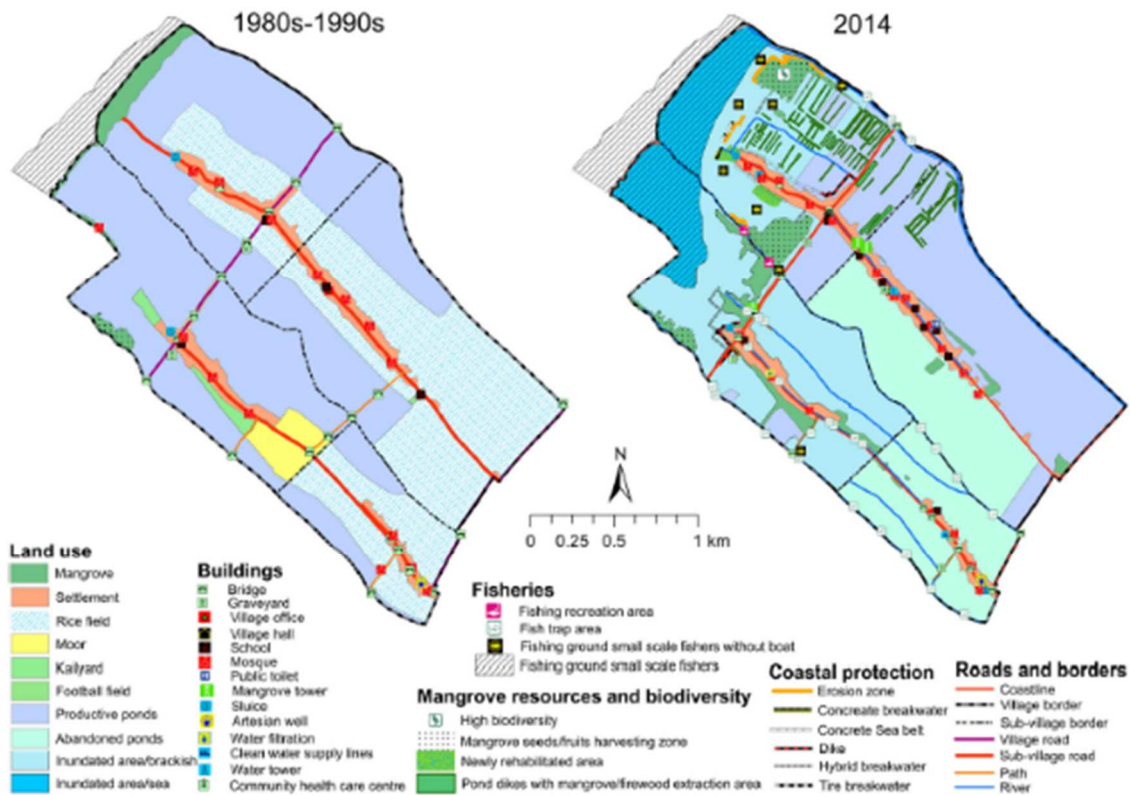 1980s-1990s
2014
N
0 0.25 0.5 1 km
Land use
Mangrove
Settlement
Rice field
Moor
Kailyard
Football field
Productive ponds
Abandoned ponds
Inundated area/brackish
Inundated area/sea
Buildings
Bridge
Graveyard
Village office
Village hall
School
Mosque
Public toilet
Mangrove tower
Sluice
Artesian well
Water filtration
Clean water supply lines
Water tower
Community health care centre
Fisheries
Fishing recreation area
Fish trap area
Fishing ground small scale fishers without boat
Fishing ground small scale fishers
Mangrove resources and biodiversity
High biodiversity
Mangrove seeds/fruits harvesting zone
Newly rehabilitated area
Pond dikes with mangrove/firewood extraction area
Coastal protection
Erosion zone
Concreate breakwater
Concrete Sea belt
Dike
Hybrid breakwater
Tire breakwater
Roads and borders
Coastline
Village border
Sub-village border
Village road
Sub-village road
Path
River